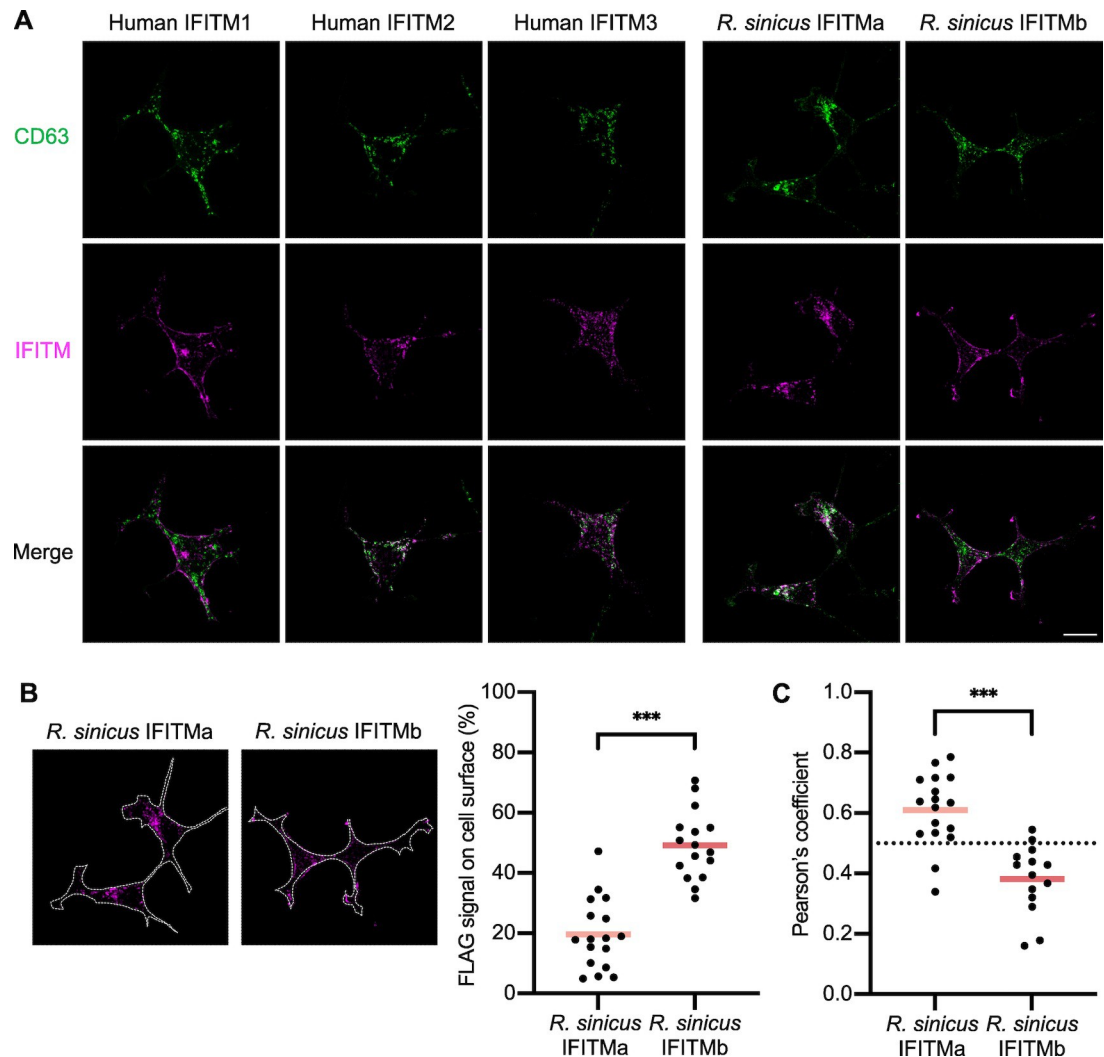 A
Human IFITM1
Human IFITM2
Human IFITM3
R. sinicus IFITMa
R. sinicus IFITMb
CD63
IFITM
Merge
B
R. sinicus IFITMa
R. sinicus IFITMb
FLAG signal on cell surface (%)
100
80
60
40
20
0
***
R. sinicus
IFITMa
R. sinicus
IFITMb
C
Pearson's coefficient
1.0
0.8
0.6
0.4
0.2
0.0
***
R. sinicus
IFITMa
R. sinicus
IFITMb